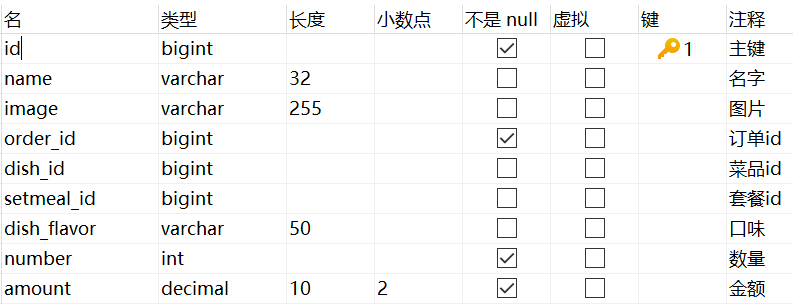 名 类型 长度 小数点 不是 null 虚拟 键 注释
id bigint 1 主键
name varchar 32 名字
image varchar 255 图片
order_id bigint 订单id
dish_id bigint 菜品id
setmeal_id bigint 套餐id
dish_flavor varchar 50 口味
number int 数量
amount decimal 10 2 金额